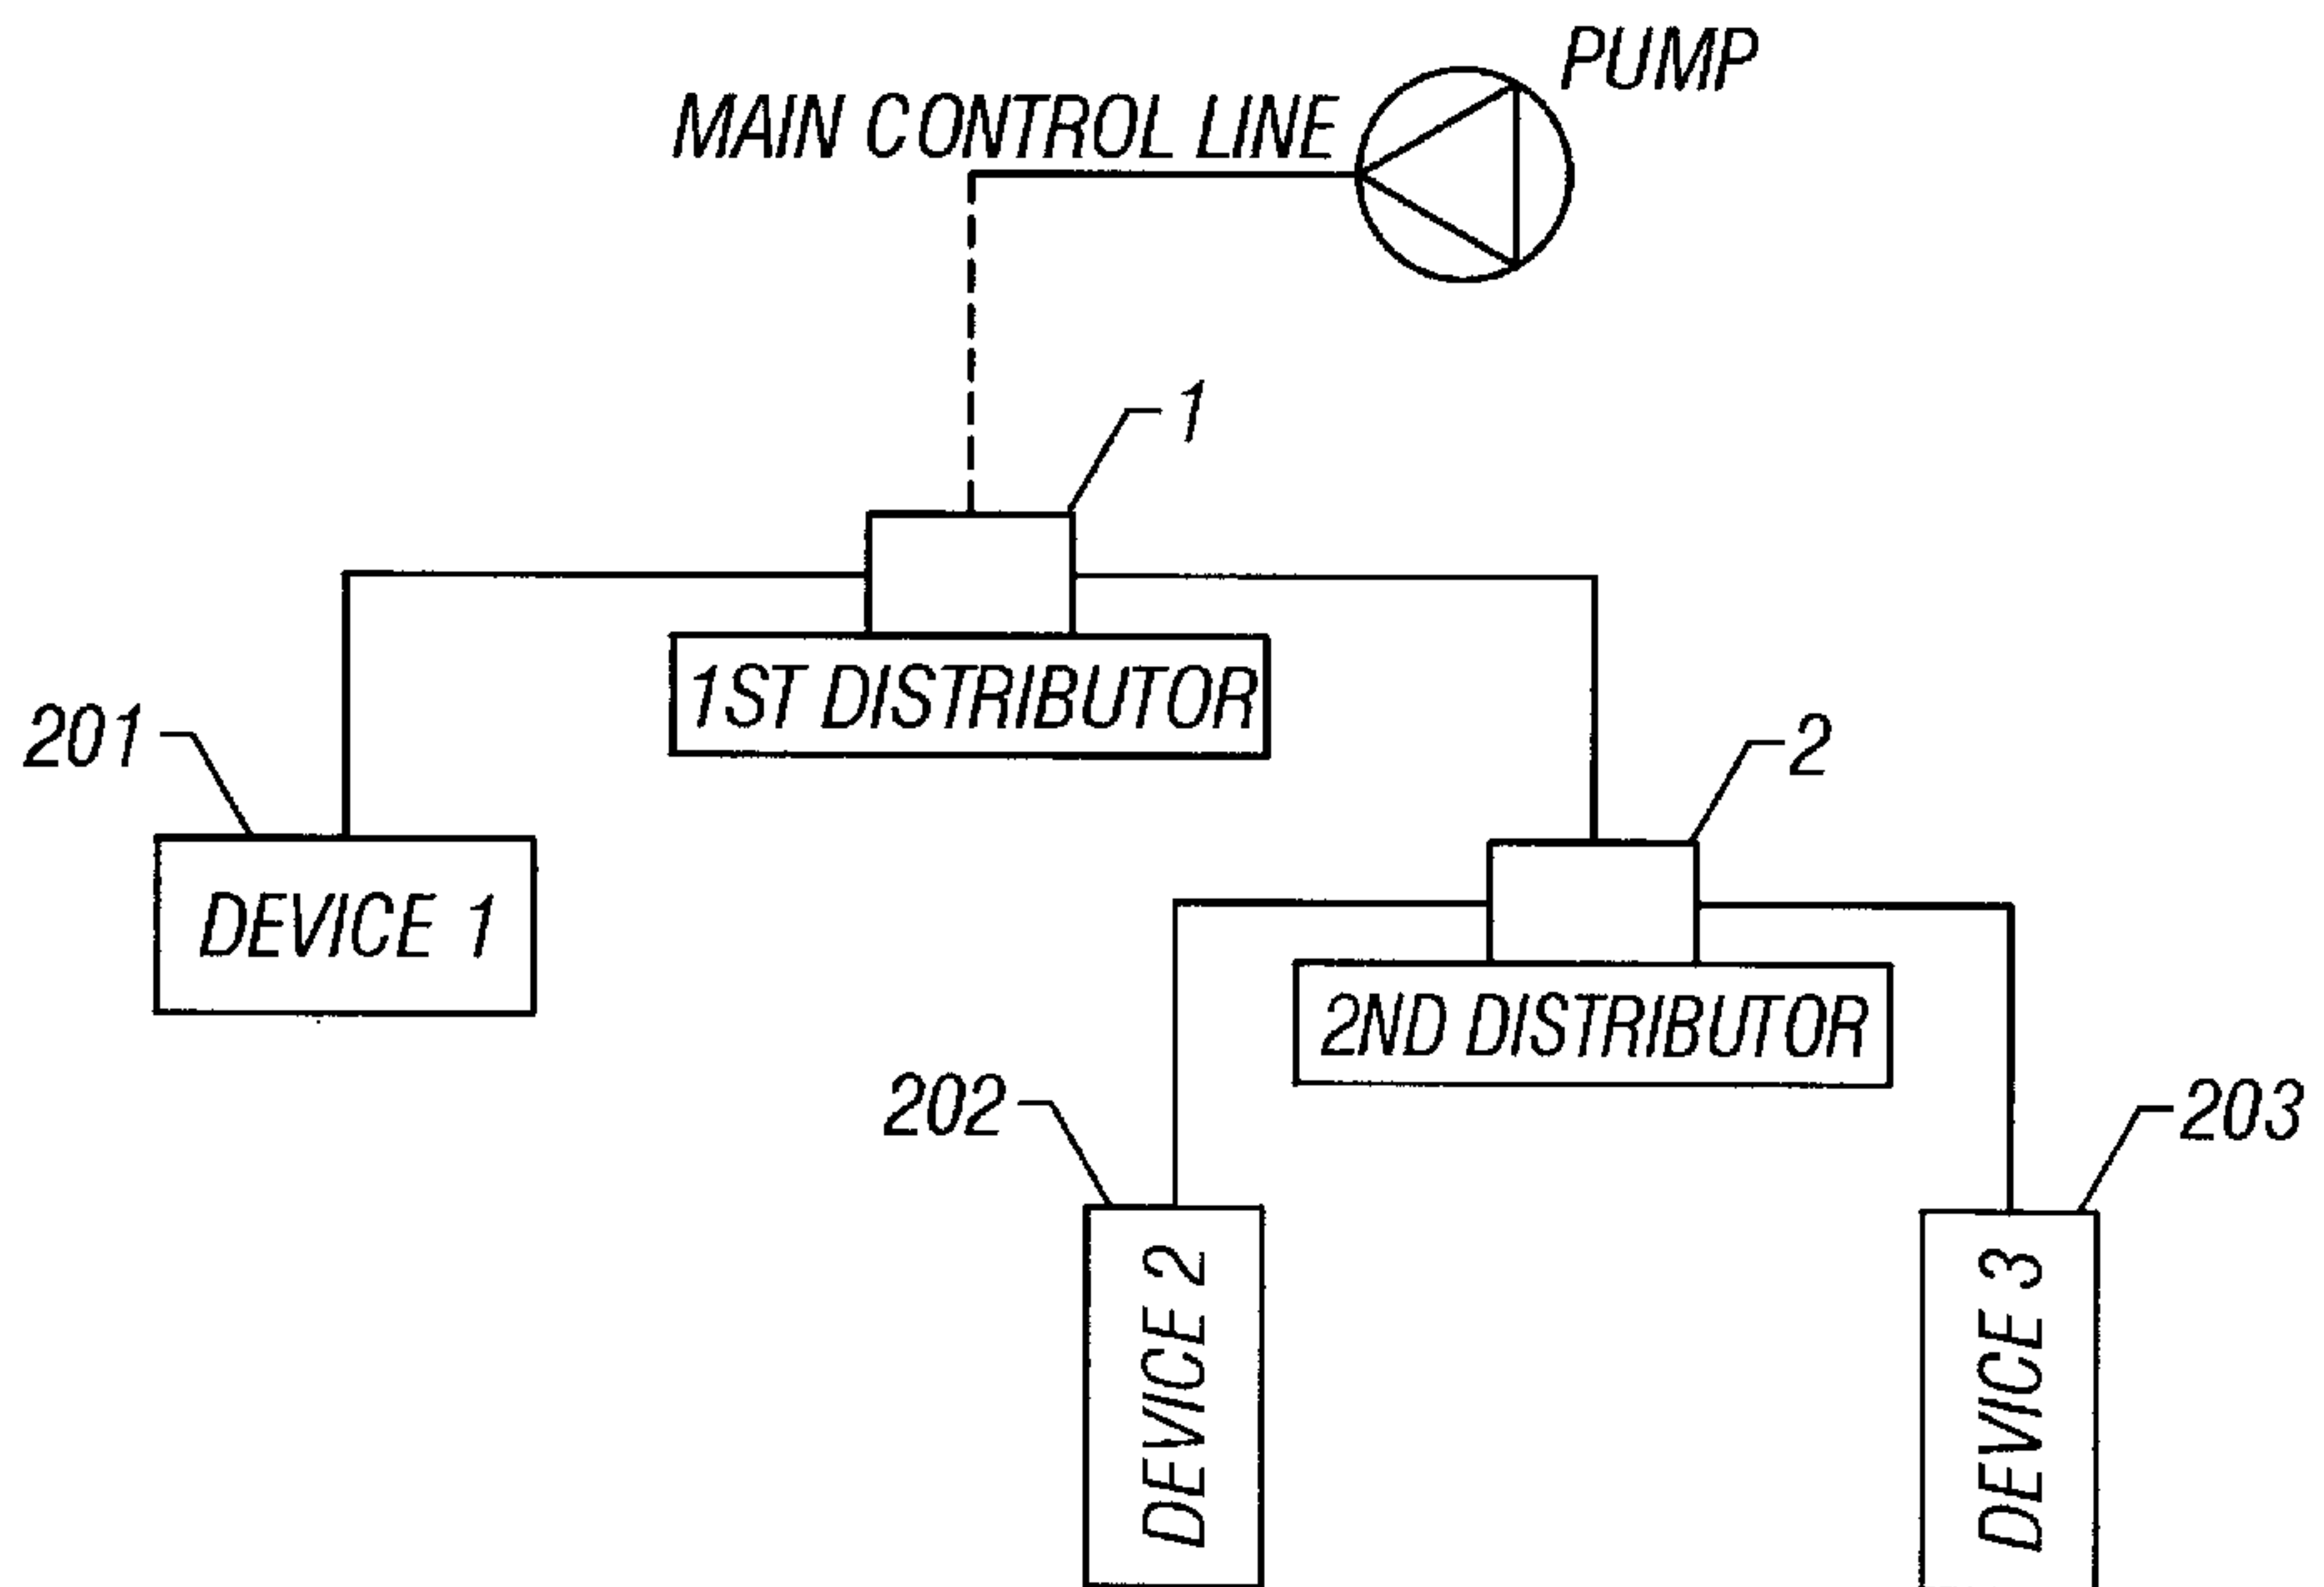 PUMP
MAIN CONTROL LINE
1
1ST DISTRIBUTOR
201
2
DEVICE 1
2ND DISTRIBUTOR
202
203
DEVICE 2
DEVICE 3